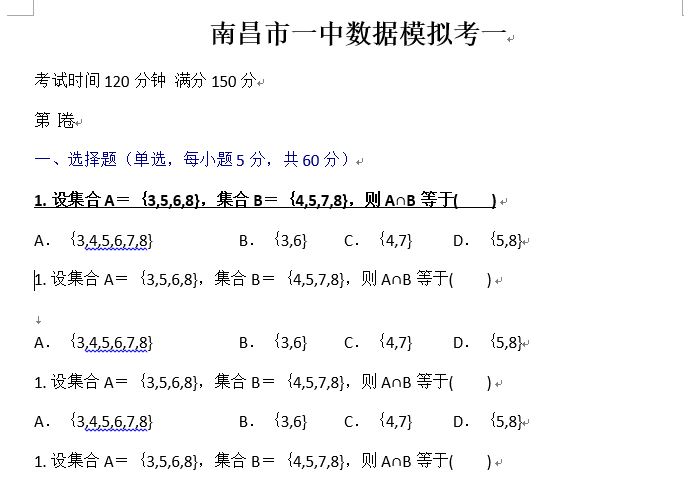 南昌市一中数据模拟考一
考试时间 120 分钟 满分 150 分
第 I卷
一、选择题（单选，每小题 5 分，共 60 分）
1. 设集合 A＝｛3,5,6,8}，集合 B＝｛4,5,7,8}，则 A∩B 等于( )
A．｛3,4,5,6,7,8} B．｛3,6} C．｛4,7} D．｛5,8}
1. 设集合 A＝｛3,5,6,8}，集合 B＝｛4,5,7,8}，则 A∩B 等于( )
A．｛3,4,5,6,7,8} B．｛3,6} C．｛4,7} D．｛5,8}
1. 设集合 A＝｛3,5,6,8}，集合 B＝｛4,5,7,8}，则 A∩B 等于( )
A．｛3,4,5,6,7,8} B．｛3,6} C．｛4,7} D．｛5,8}
1. 设集合 A＝｛3,5,6,8}，集合 B＝｛4,5,7,8}，则 A∩B 等于( )